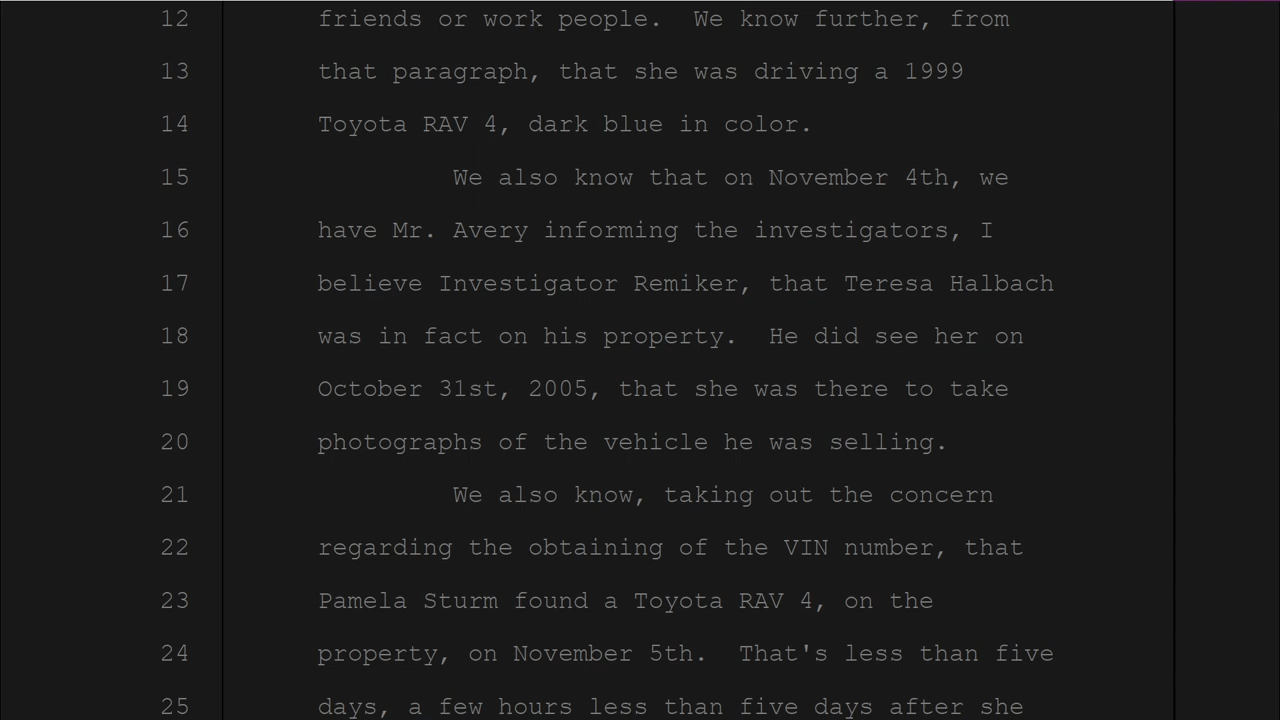 12 friends or work people.  We know further, from
13 that paragraph, that she was driving a 1999
14 Toyota RAV 4, dark blue in color.
15 We also know that on November 4th, we
16 have Mr. Avery informing the investigators, I
17 believe Investigator Remiker, that Teresa Halbach
18 was in fact on his property.  He did see her on
19 October 31st, 2005, that she was there to take
20 photographs of the vehicle he was selling.
21 We also know, taking out the concern
22 regarding the obtaining of the VIN number, that
23 Pamela Sturm found a Toyota RAV 4, on the
24 property, on November 5th.  That's less than five
25 days, a few hours less than five days after she